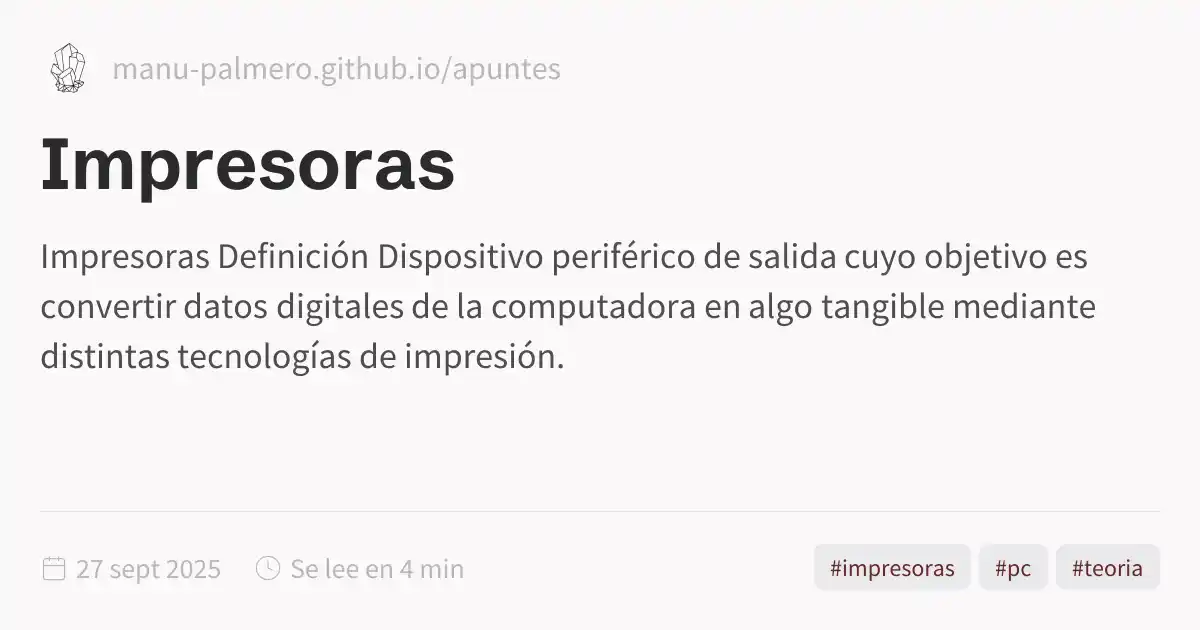 manu-palmero.github.io/apuntes
Impresoras
Impresoras Definición Dispositivo periférico de salida cuyo objetivo es
convertir datos digitales de la computadora en algo tangible mediante
distintas tecnologías de impresión.
27 sept 2025 Se lee en 4 min #impresoras #pc #teoria